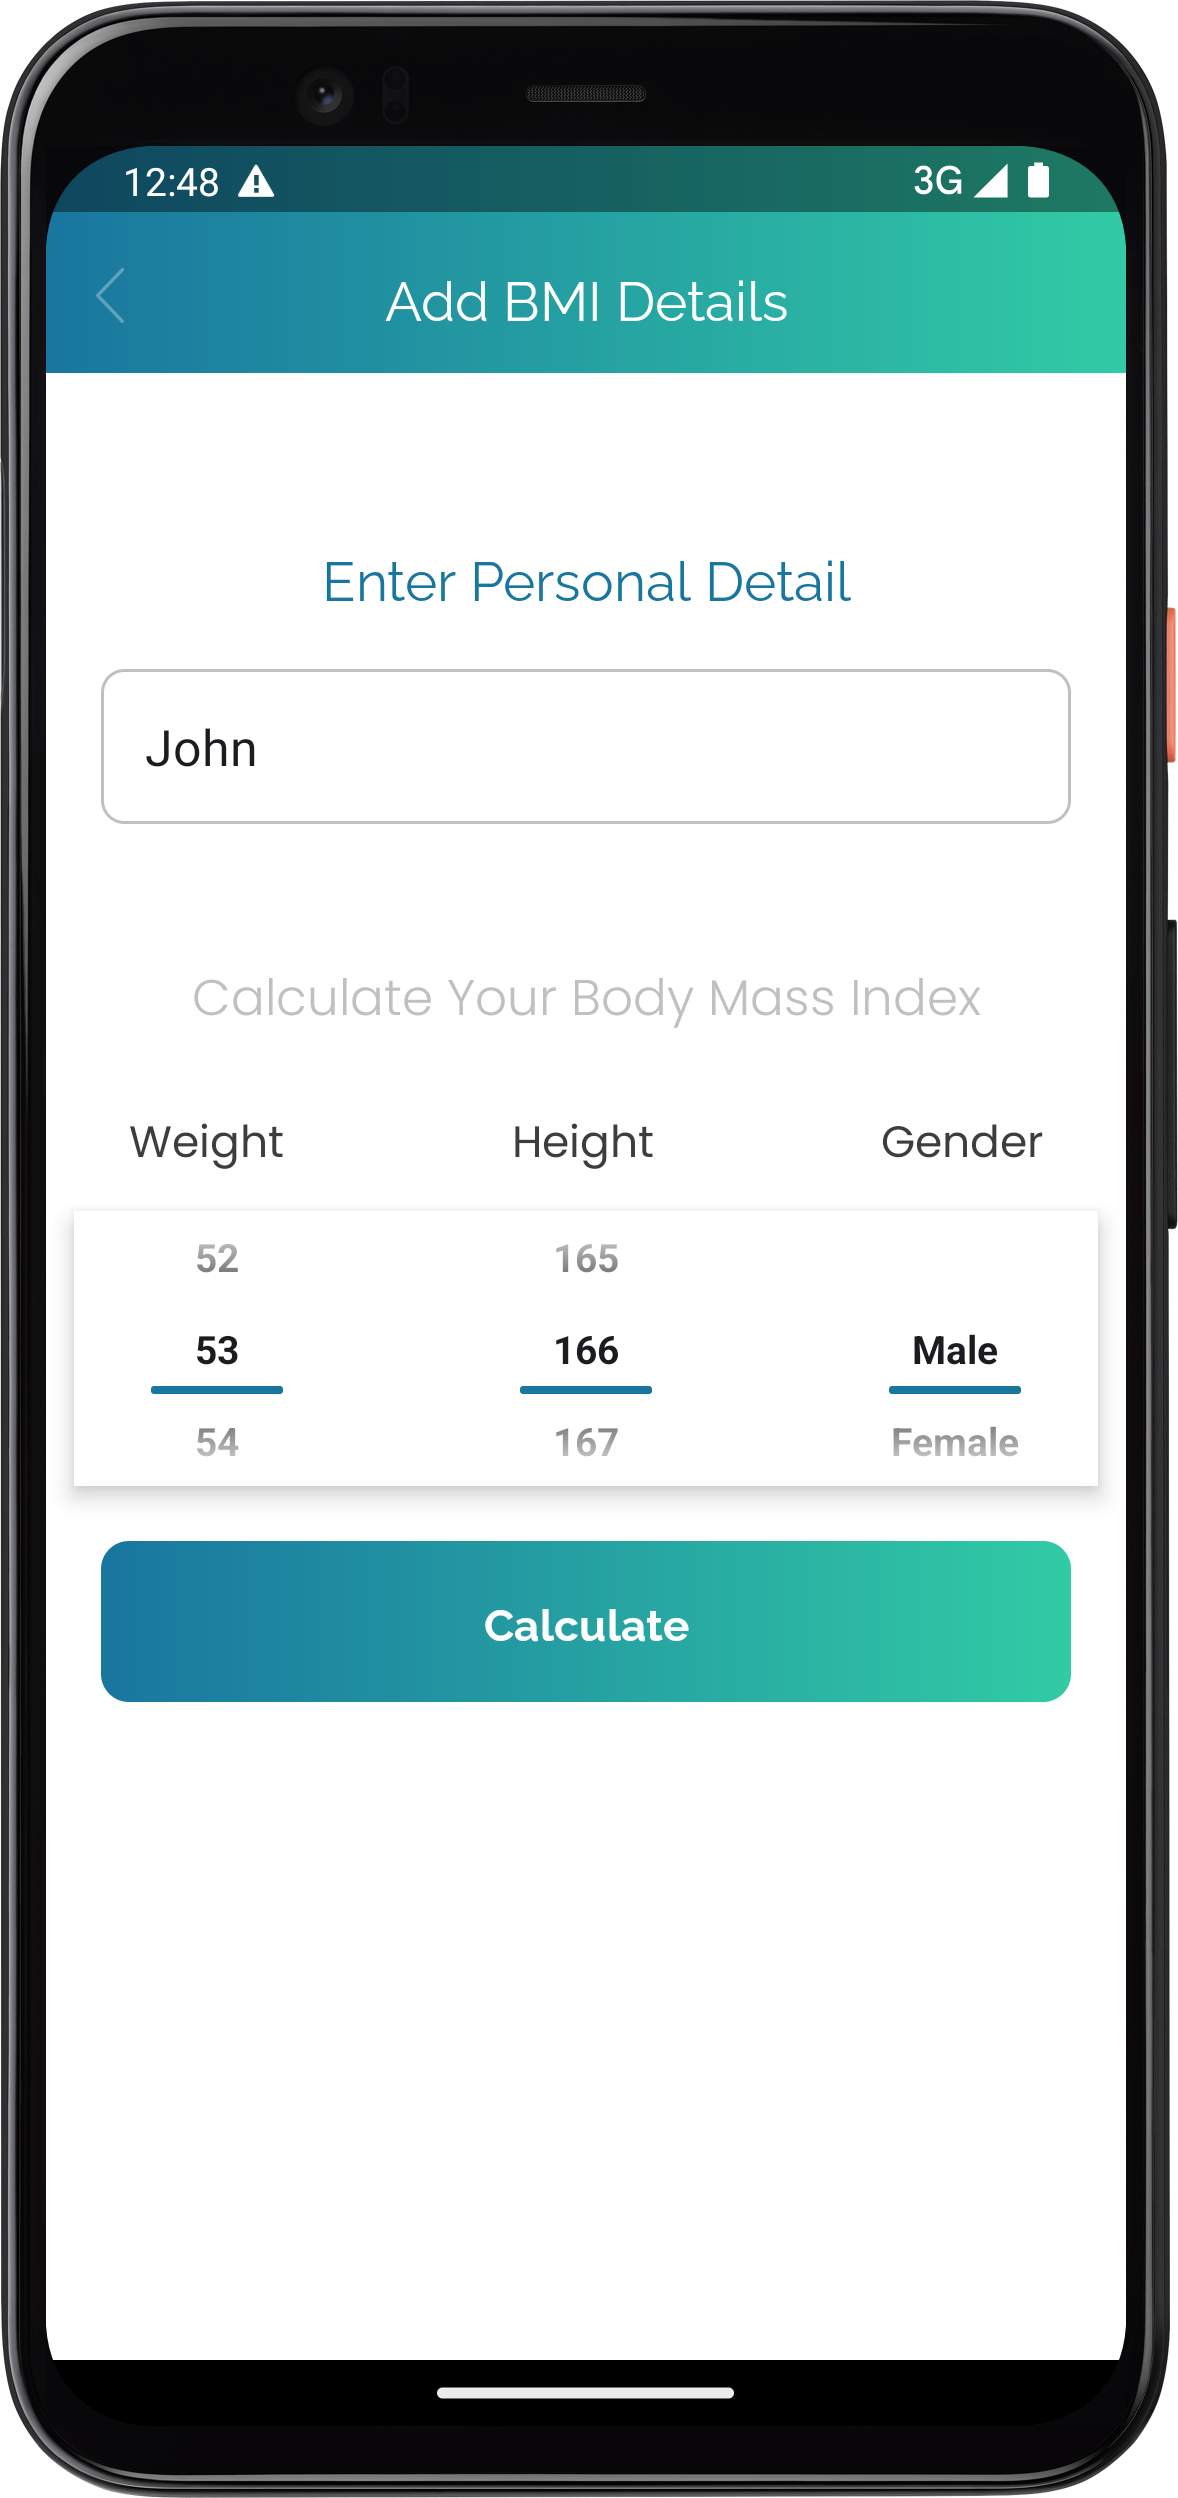 12:48 3G
Add BMI Details
Enter Personal Detail
John
Calculate Your Body Mass Index
Weight Height Gender
52 165
53 166 Male
54 167 Female
Calculate